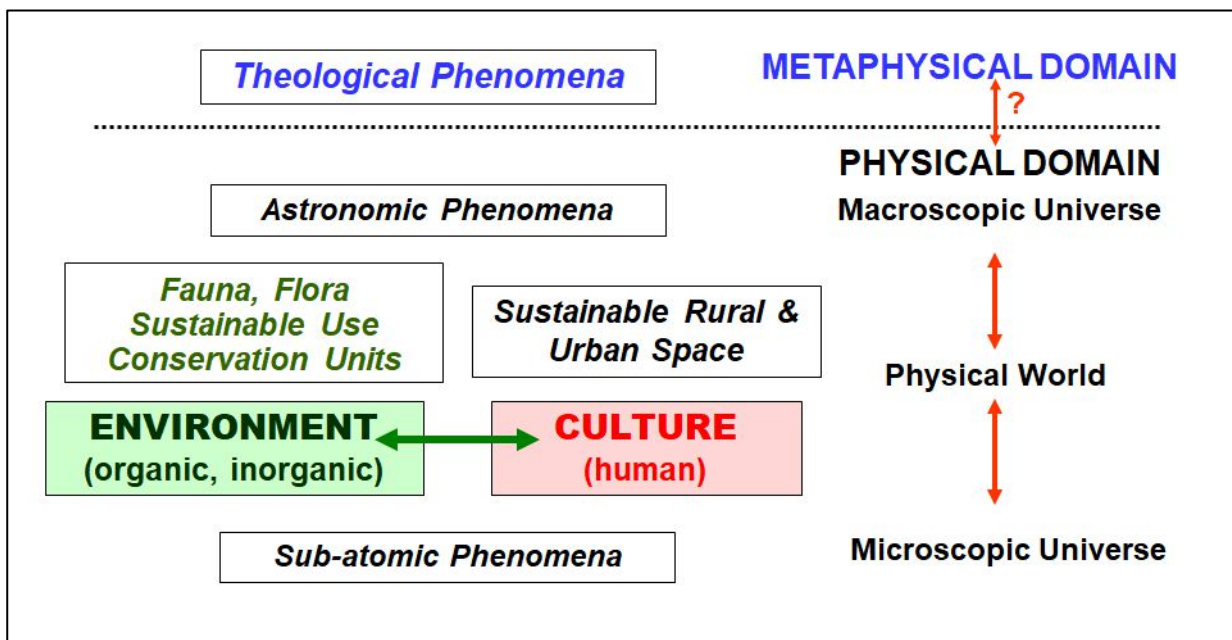 Theological Phenomena
METAPHYSICAL DOMAIN
?
PHYSICAL DOMAIN
Astronomic Phenomena
Macroscopic Universe
Fauna, Flora
Sustainable Use
Conservation Units
Sustainable Rural &
Urban Space
Physical World
ENVIRONMENT
(organic, inorganic)
CULTURE
(human)
Sub-atomic Phenomena
Microscopic Universe